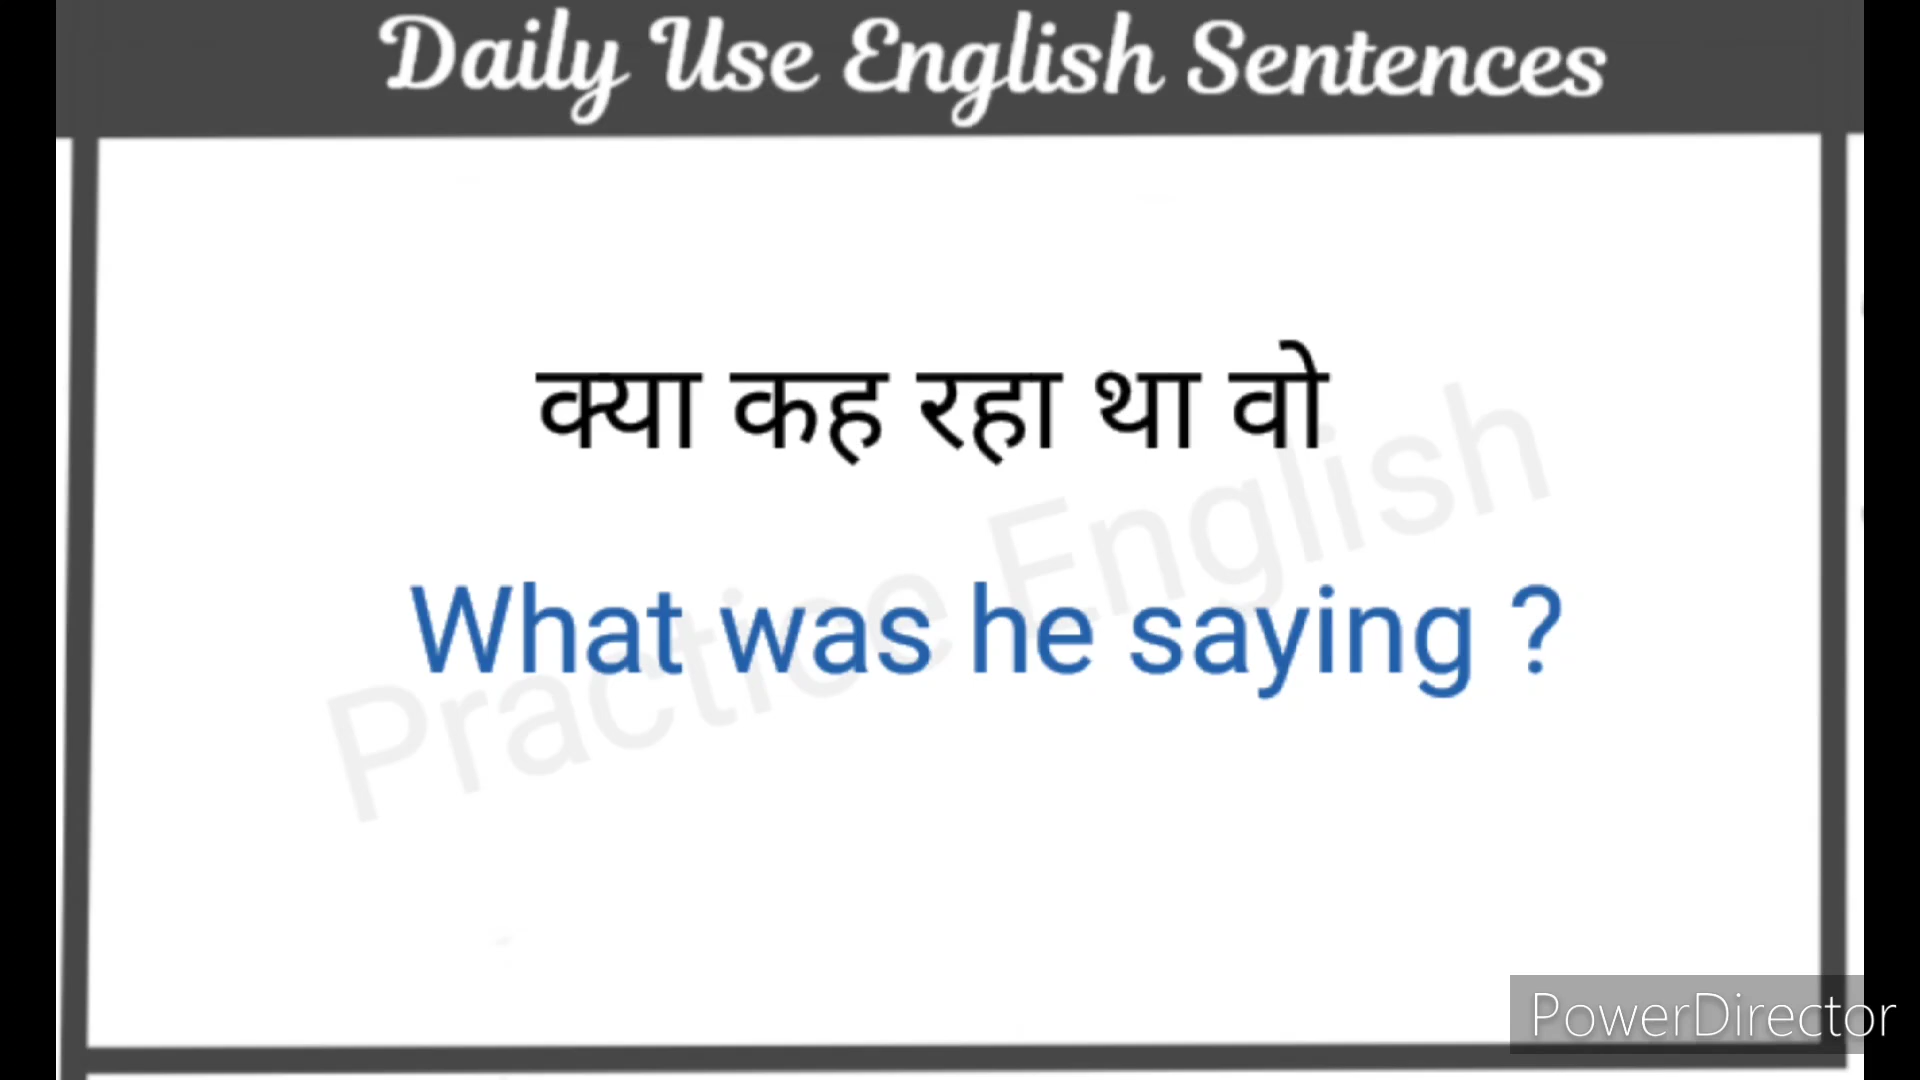 Daily Use English Sentences
क्या कह रहा था वो
What was he saying ?
Practice English
PowerDirector